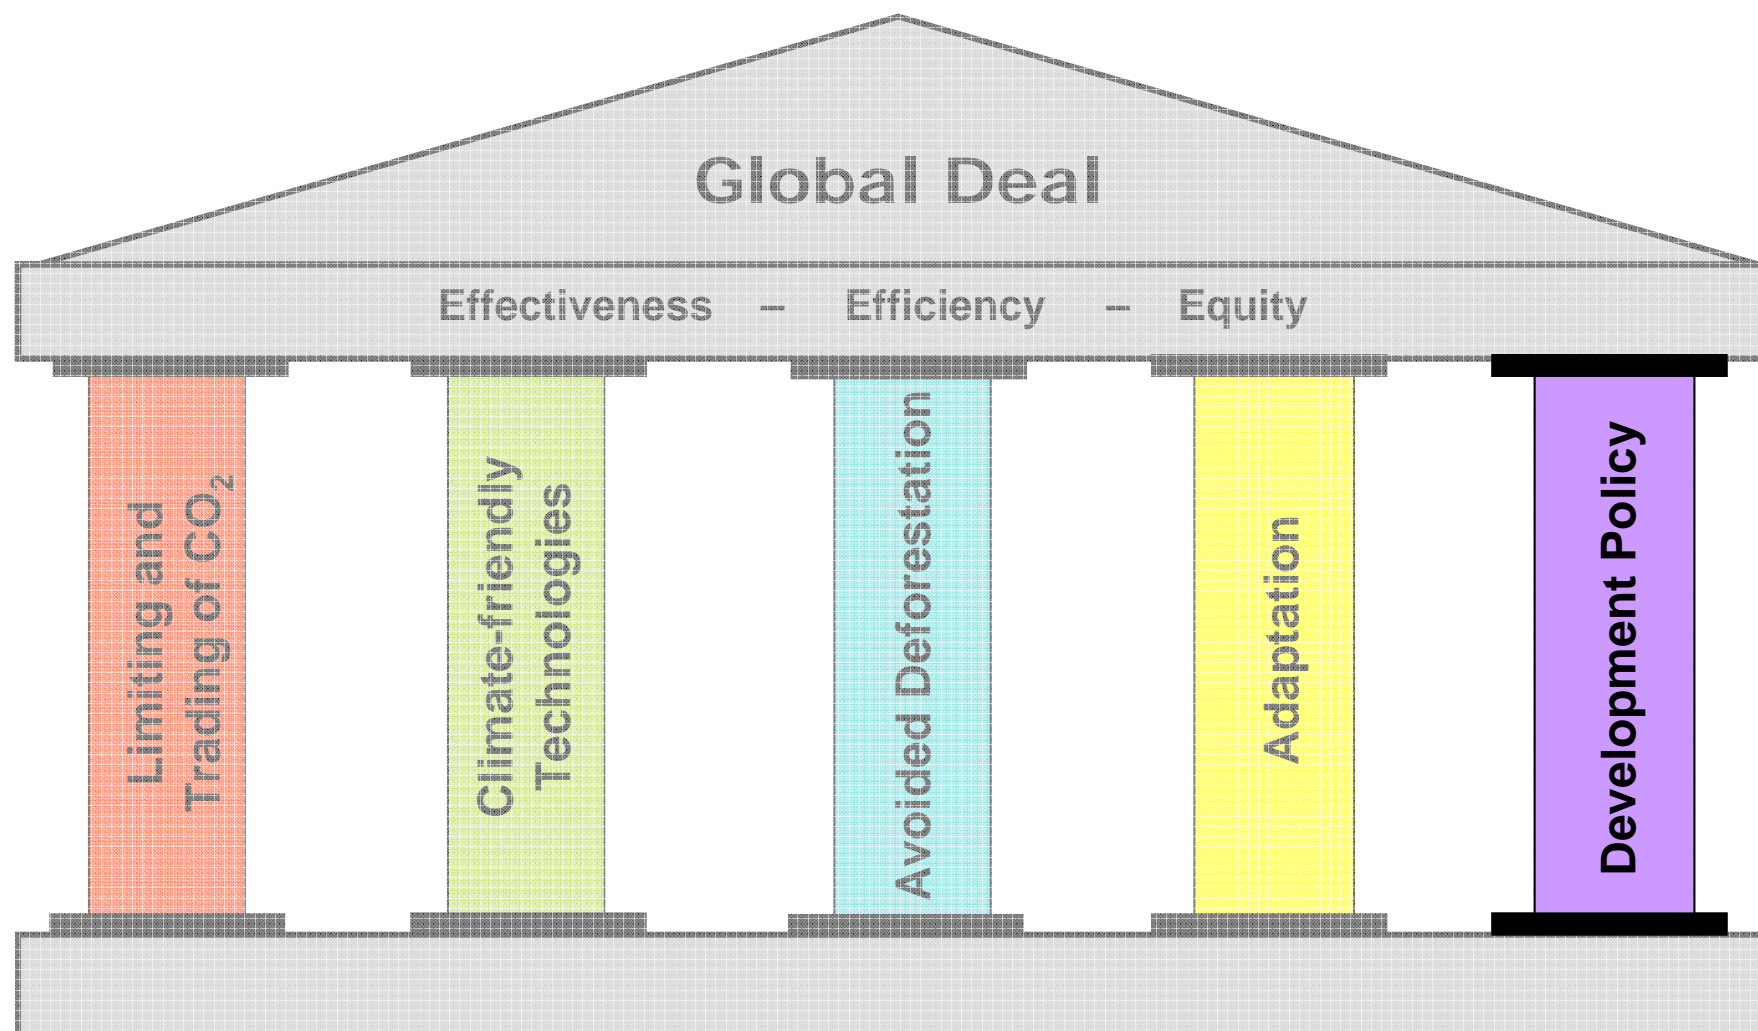 Global Deal
Effectiveness – Efficiency – Equity
Limiting and
Trading of CO₂
Climate-friendly
Technologies
Avoided Deforestation
Adaptation
Development Policy